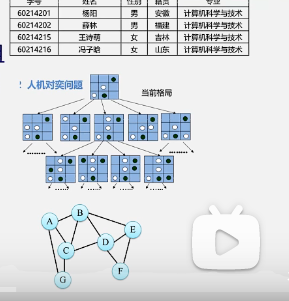 学号 姓名 性别 籍贯 专业
60214201 杨阳 男 安徽 计算机科学与技术
60214202 薛林 男 福建 计算机科学与技术
60214215 王诗萌 女 吉林 计算机科学与技术
60214216 冯子晗 女 山东 计算机科学与技术
! 人机对奕问题
当前格局
........ ........
...... ...... ...... ......
A B E
C D
G F